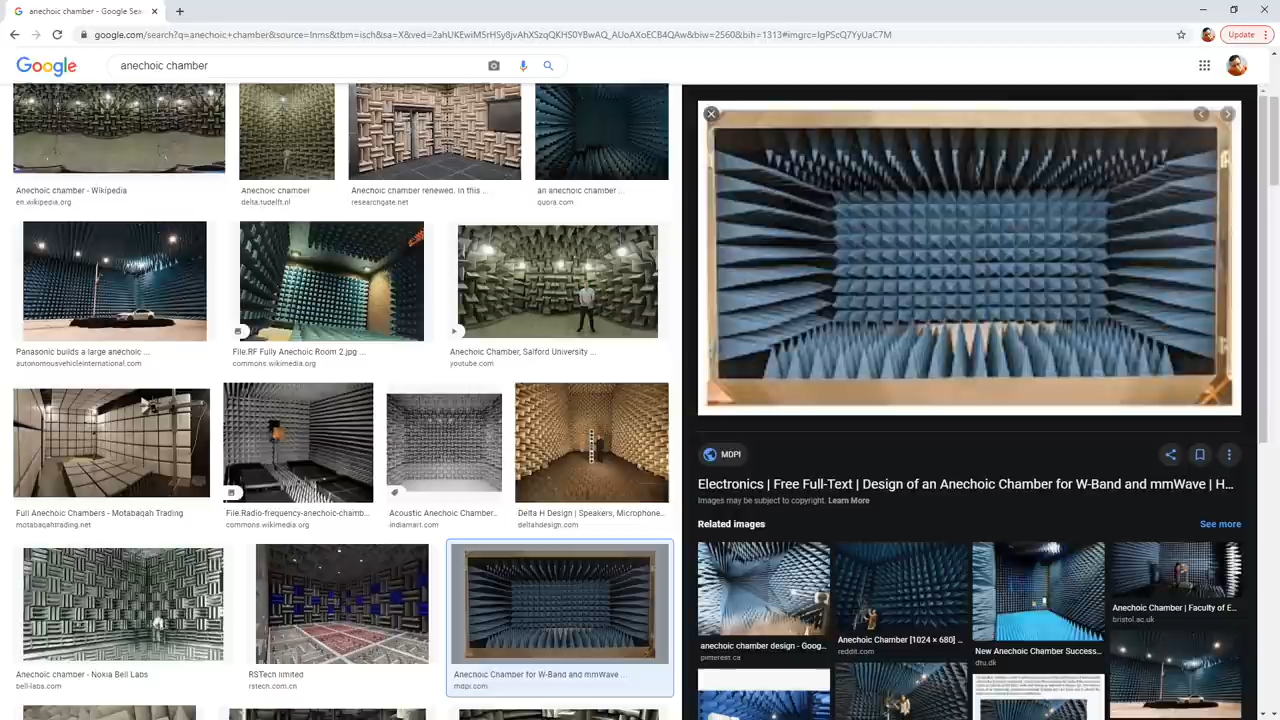 anechoic chamber - Google Sea
google.com/search?q=anechoic+chamber&source=lnms&tbm=isch&sa=X&ved=2ahUKEwiM5rHSy8jvAhXSzqQKHS0YBwAQ_AUoAXoECB4QAw&biw=2560&bih=1313#imgrc=IgPScQ7YyUaC7M
Update
Google
anechoic chamber
Anechoic chamber - Wikipedia
en.wikipedia.org
Anechoic chamber
delta.tudelft.nl
Anechoic chamber renewed. In this ...
researchgate.net
an anechoic chamber ...
quora.com
Panasonic builds a large anechoic ...
autonomousvehicleinternational.com
File.RF Fully Anechoic Room 2.jpg ...
commons.wikimedia.org
Anechoic Chamber, Salford University ...
youtube.com
Full Anechoic Chambers - Motabaqah Trading
motabaqahtrading.net
File.Radio-frequency-anechoic-chamb...
commons.wikimedia.org
Acoustic Anechoic Chamber..
indiamart.com
Delta H Design | Speakers, Microphone..
deltahdesign.com
Anechoic chamber - Nokia Bell Labs
bell-labs.com
RSTech limited
rstech.com.cn
Anechoic Chamber for W-Band and mmWave ...
mdpi.com
MDPI
Electronics | Free Full-Text | Design of an Anechoic Chamber for W-Band and mmWave | H...
Images may be subject to copyright. Learn More
Related images
See more
anechoic chamber design - Goog...
pinterest.ca
Anechoic Chamber [1024 × 680] ...
reddit.com
New Anechoic Chamber Success...
dtu.dk
Anechoic Chamber | Faculty of E...
bristol.ac.uk